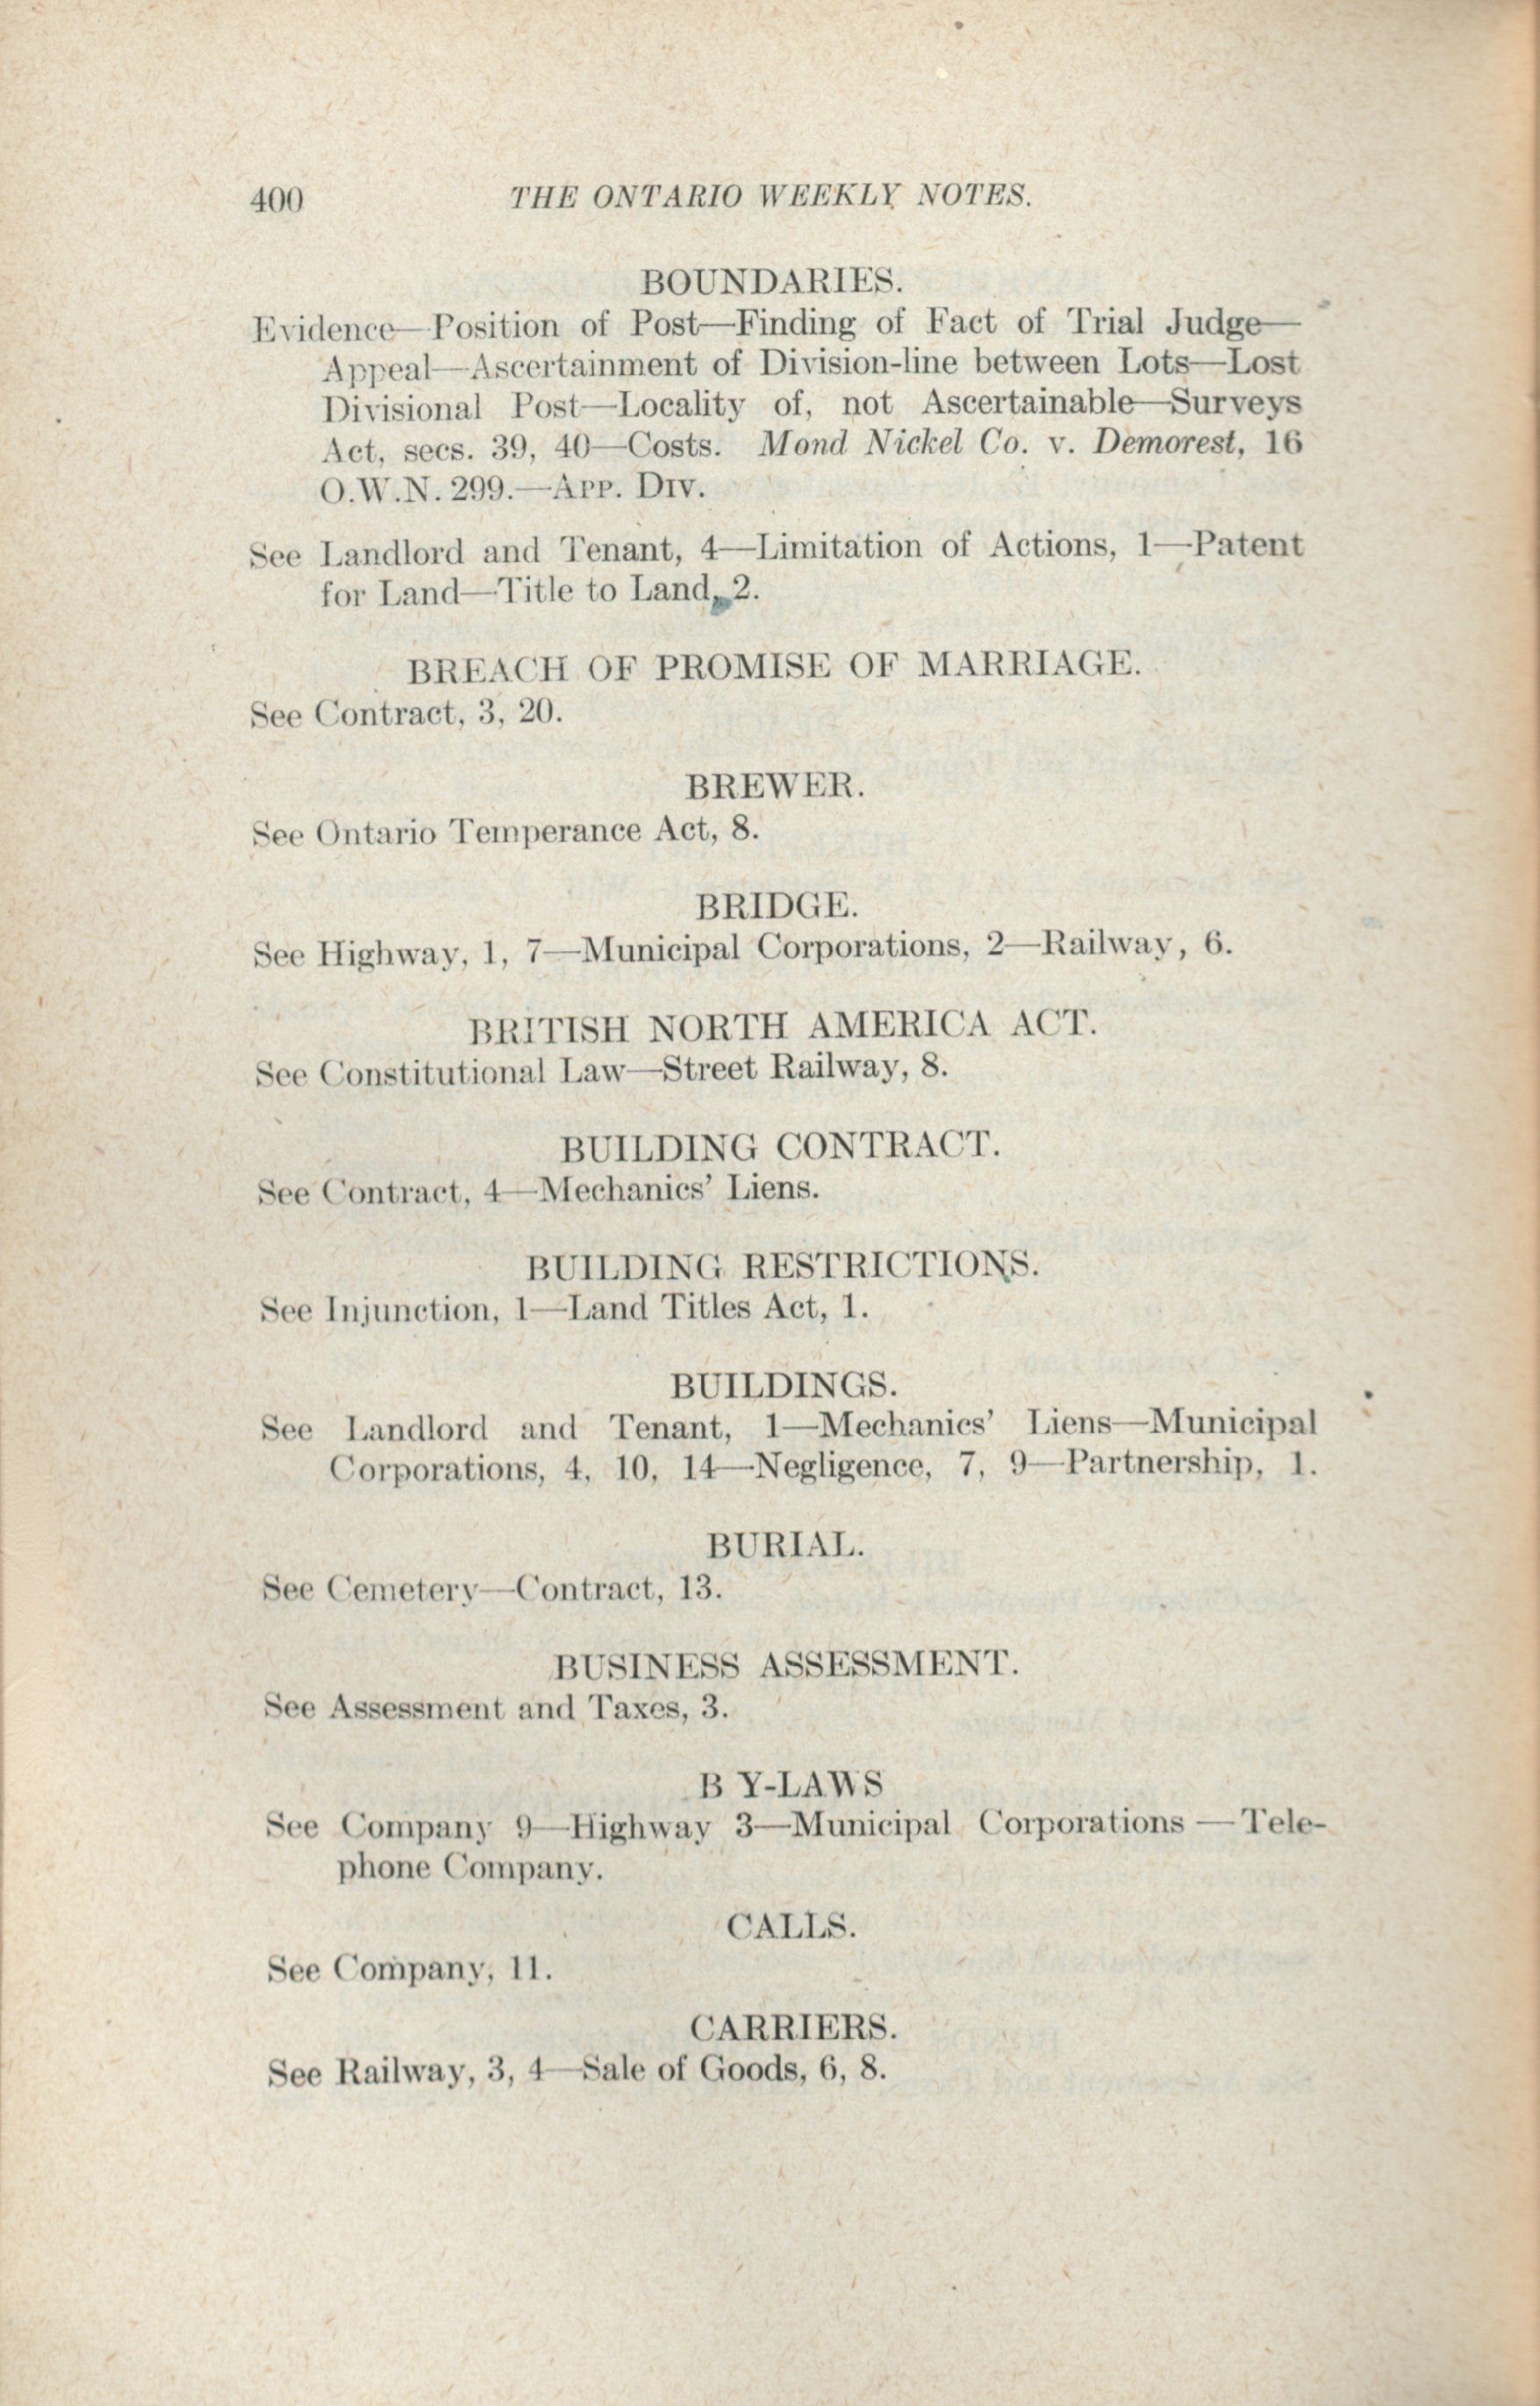 400
THE ONTARIO WEEKLY NOTES.
BOUNDARIES.
Evidence—Position of Post—Finding of Fact of Trial Judge—
Appeal—Ascertainment of Division-line between Lots—Lost
Divisional Post—Locality of, not Ascertainable—Surveys
Act, secs. 39, 40—Costs. Mond Nickel Co. v. Demorest, 16
O.W.N. 299.—APP. DIV.
See Landlord and Tenant, 4—Limitation of Actions, 1—Patent
for Land—Title to Land, 2.
BREACH OF PROMISE OF MARRIAGE.
See Contract, 3, 20.
BREWER.
See Ontario Temperance Act, 8.
BRIDGE.
See Highway, 1, 7—Municipal Corporations, 2—Railway, 6.
BRITISH NORTH AMERICA ACT.
See Constitutional Law—Street Railway, 8.
BUILDING CONTRACT.
See Contract, 4—Mechanics' Liens.
BUILDING RESTRICTIONS.
See Injunction, 1—Land Titles Act, 1.
BUILDINGS.
See Landlord and Tenant, 1—Mechanics' Liens—Municipal
Corporations, 4, 10, 14—Negligence, 7, 9—Partnership, 1.
BURIAL.
See Cemetery—Contract, 13.
BUSINESS ASSESSMENT.
See Assessment and Taxes, 3.
B Y-LAWS
See Company 9—Highway 3—Municipal Corporations — Tele-
phone Company.
CALLS.
See Company, 11.
CARRIERS.
See Railway, 3, 4—Sale of Goods, 6, 8.